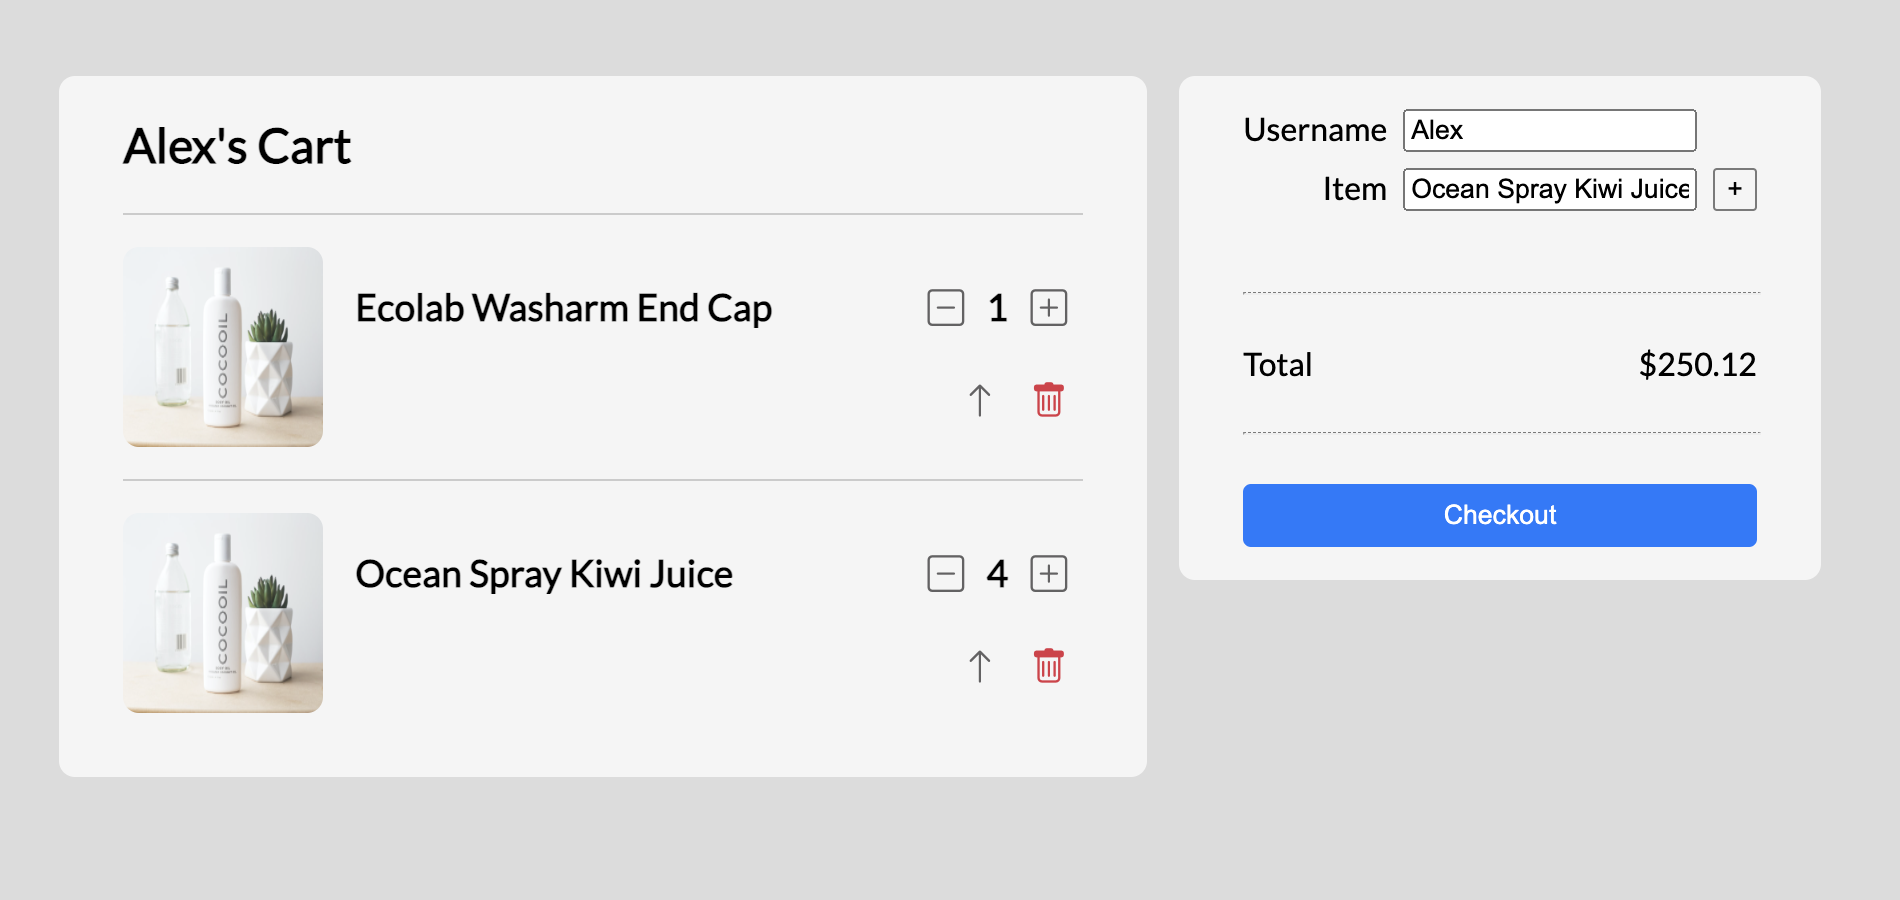 Alex's Cart
COCOOIL
Ecolab Washarm End Cap
1
COCOOIL
Ocean Spray Kiwi Juice
4
Username Alex
Item Ocean Spray Kiwi Juice +
Total $250.12
Checkout